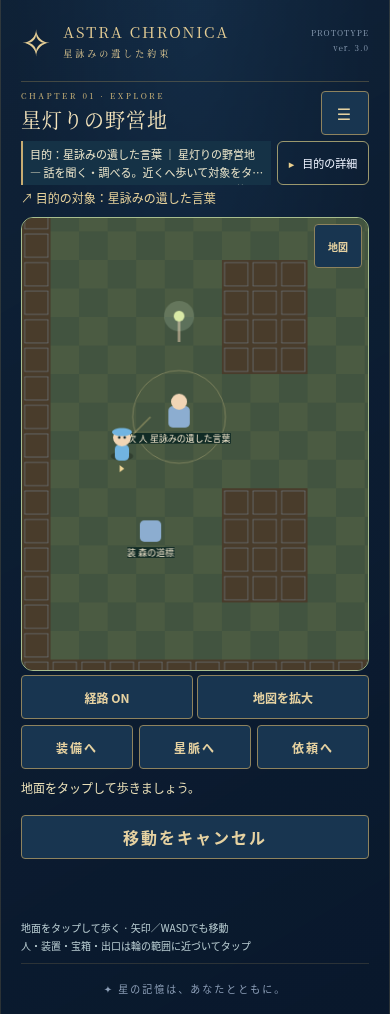 ASTRA CHRONICA
星詠みの遺した約束
PROTOTYPE
ver. 3.0
CHAPTER 01 · EXPLORE
星灯りの野営地
☰
目的：星詠みの遺した言葉 ｜ 星灯りの野営地
— 話を聞く・調べる。近くへ歩いて対象をタ…
▸ 目的の詳細
↗ 目的の対象：星詠みの遺した言葉
地図
次 人 星詠みの遺した言葉
装 森の道標
経路 ON
地図を拡大
装備へ
星脈へ
依頼へ
地面をタップして歩きましょう。
移動をキャンセル
地面をタップして歩く · 矢印／WASDでも移動
人・装置・宝箱・出口は輪の範囲に近づいてタップ
✦ 星の記憶は、あなたとともに。